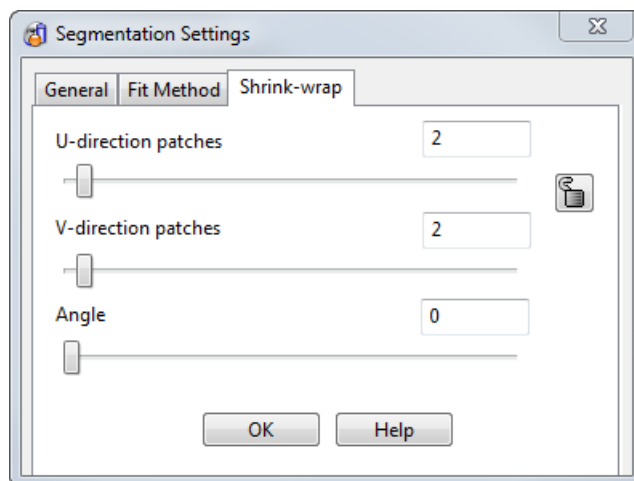 Segmentation Settings
General Fit Method Shrink-wrap
U-direction patches 2
V-direction patches 2
Angle 0
OK Help